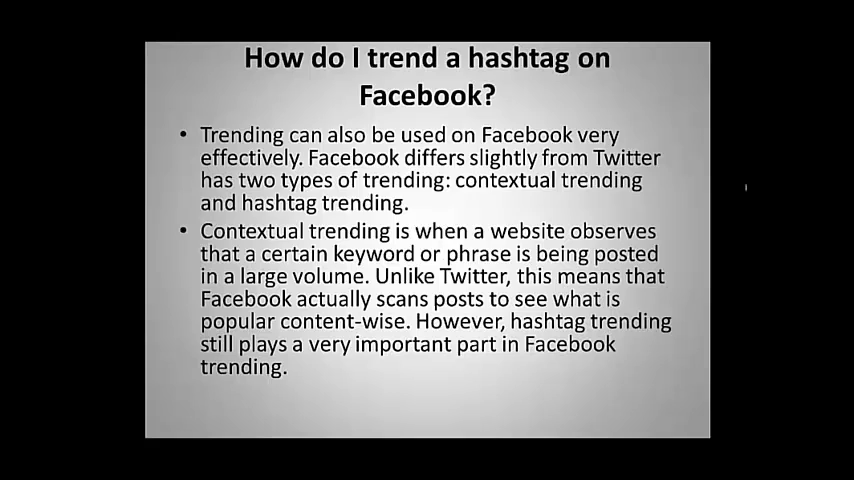 How do I trend a hashtag on
Facebook?
• Trending can also be used on Facebook very
effectively. Facebook differs slightly from Twitter
has two types of trending: contextual trending
and hashtag trending.
• Contextual trending is when a website observes
that a certain keyword or phrase is being posted
in a large volume. Unlike Twitter, this means that
Facebook actually scans posts to see what is
popular content-wise. However, hashtag trending
still plays a very important part in Facebook
trending.